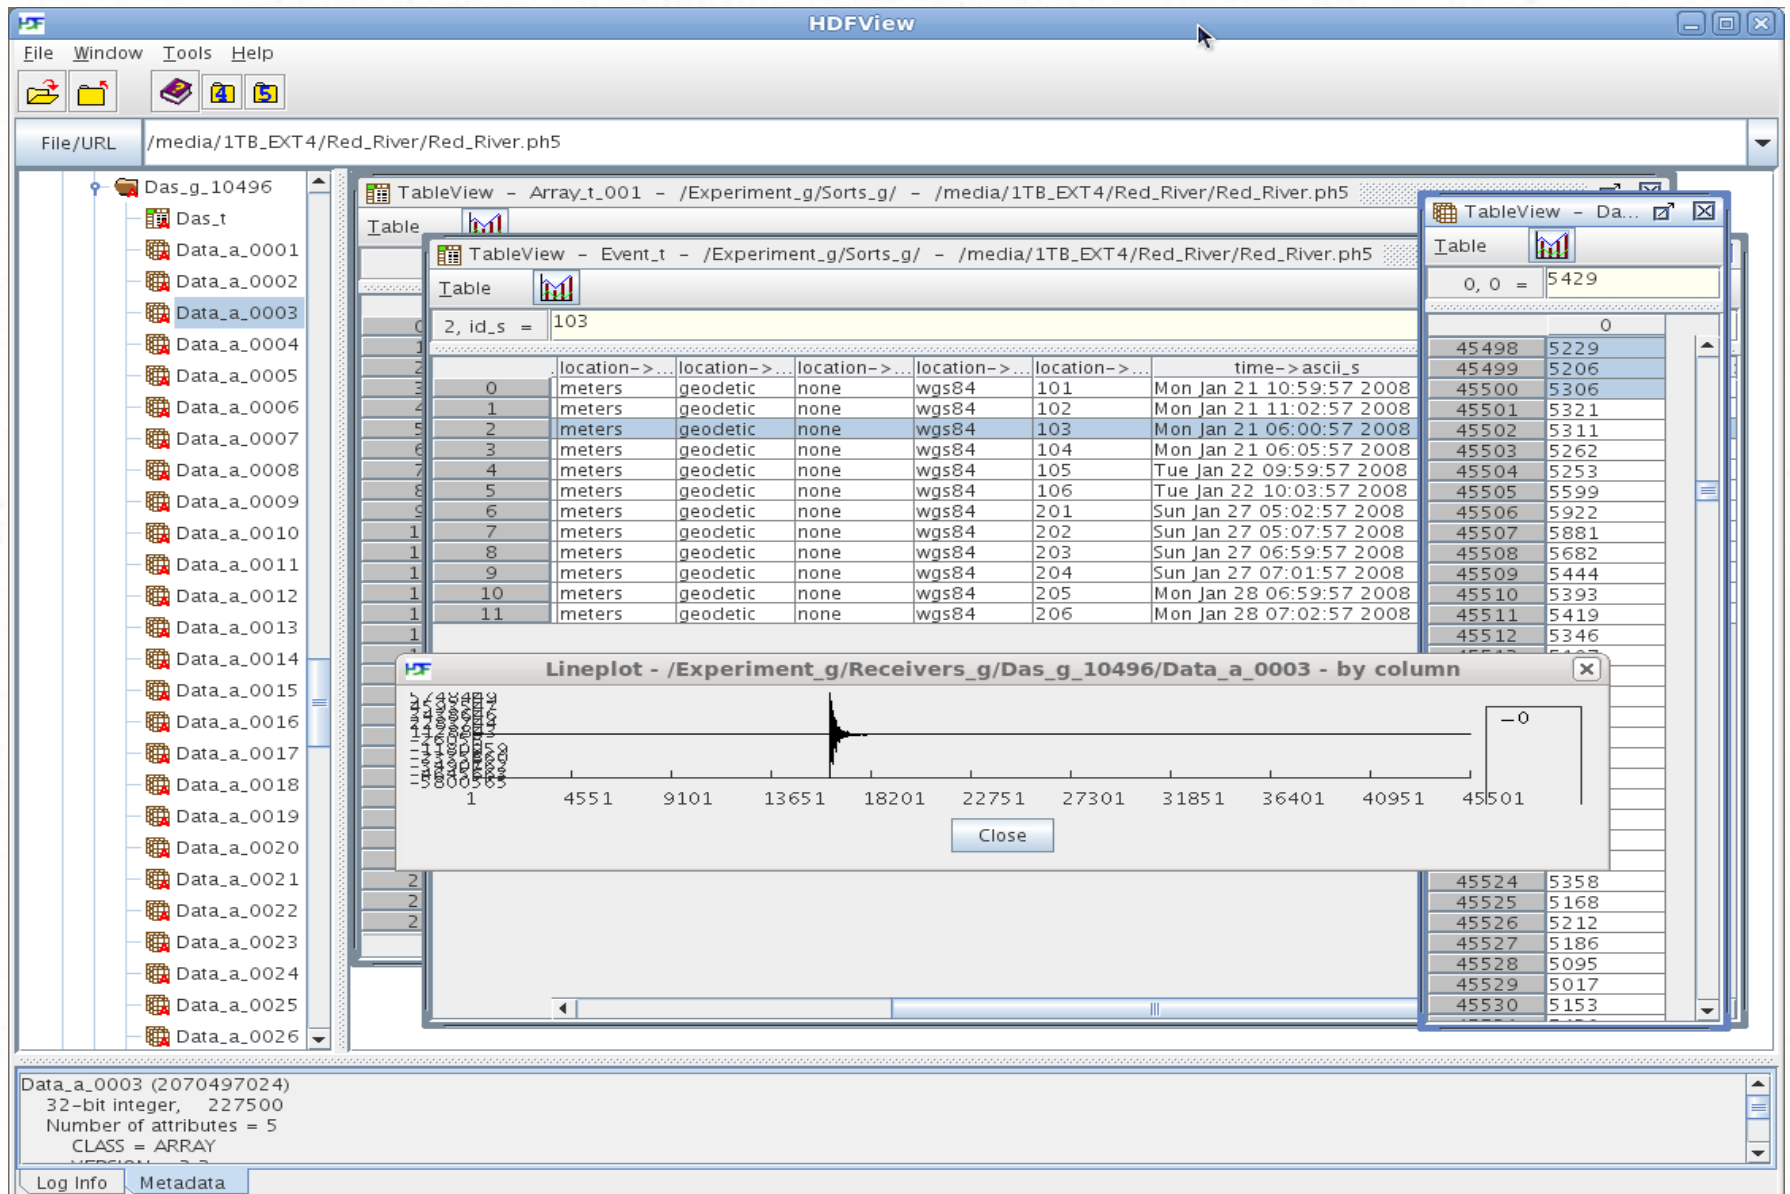 HDFView
File Window Tools Help
4 5
File/URL /media/1TB_EXT4/Red_River/Red_River.ph5
Das_g_10496
Das_t
Data_a_0001
Data_a_0002
Data_a_0003
Data_a_0004
Data_a_0005
Data_a_0006
Data_a_0007
Data_a_0008
Data_a_0009
Data_a_0010
Data_a_0011
Data_a_0012
Data_a_0013
Data_a_0014
Data_a_0015
Data_a_0016
Data_a_0017
Data_a_0018
Data_a_0019
Data_a_0020
Data_a_0021
Data_a_0022
Data_a_0023
Data_a_0024
Data_a_0025
Data_a_0026
TableView - Array_t_001 - /Experiment_g/Sorts_g/ - /media/1TB_EXT4/Red_River/Red_River.ph5
Table
TableView - Event_t - /Experiment_g/Sorts_g/ - /media/1TB_EXT4/Red_River/Red_River.ph5
Table
2, id_s = 103
location->... location->... location->... location->... location->... time->ascii_s
0 meters geodetic none wgs84 101 Mon Jan 21 10:59:57 2008
1 meters geodetic none wgs84 102 Mon Jan 21 11:02:57 2008
2 meters geodetic none wgs84 103 Mon Jan 21 06:00:57 2008
3 meters geodetic none wgs84 104 Mon Jan 21 06:05:57 2008
4 meters geodetic none wgs84 105 Tue Jan 22 09:59:57 2008
5 meters geodetic none wgs84 106 Tue Jan 22 10:03:57 2008
6 meters geodetic none wgs84 201 Sun Jan 27 05:02:57 2008
7 meters geodetic none wgs84 202 Sun Jan 27 05:07:57 2008
8 meters geodetic none wgs84 203 Sun Jan 27 06:59:57 2008
9 meters geodetic none wgs84 204 Sun Jan 27 07:01:57 2008
10 meters geodetic none wgs84 205 Mon Jan 28 06:59:57 2008
11 meters geodetic none wgs84 206 Mon Jan 28 07:02:57 2008
TableView - Da...
Table
0, 0 = 5429
0
45498 5229
45499 5206
45500 5306
45501 5321
45502 5311
45503 5262
45504 5253
45505 5599
45506 5922
45507 5881
45508 5682
45509 5444
45510 5393
45511 5419
45512 5346
45524 5358
45525 5168
45526 5212
45527 5186
45528 5095
45529 5017
45530 5153
HDF Lineplot - /Experiment_g/Receivers_g/Das_g_10496/Data_a_0003 - by column
-5800565
0
1 4551 9101 13651 18201 22751 27301 31851 36401 40951 45501
Close
Data_a_0003 (2070497024)
32-bit integer, 227500
Number of attributes = 5
CLASS = ARRAY
Log Info Metadata